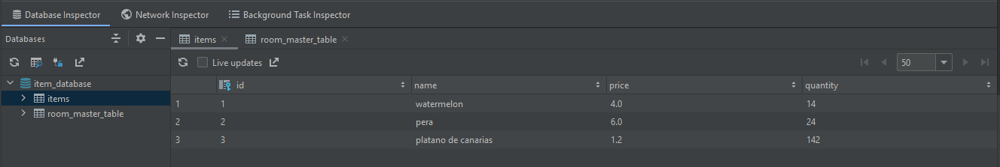 Database Inspector Network Inspector Background Task Inspector
Databases
items room_master_table
Live updates 50
item_database
items
room_master_table
id name price quantity
1 1 watermelon 4.0 14
2 2 pera 6.0 24
3 3 platano de canarias 1.2 142